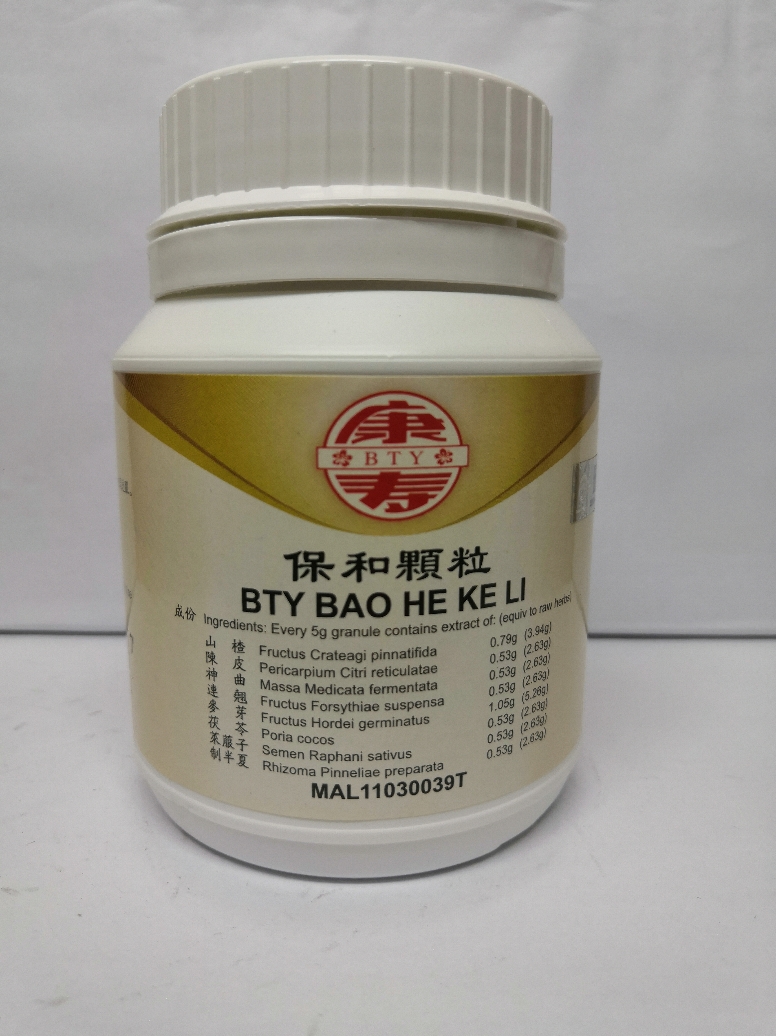 康
BTY
寿
保和顆粒
BTY BAO HE KE LI
成份 Ingredients: Every 5g granule contains extract of: (equiv to raw herbs)
山楂 Fructus Crateagi pinnatifida 0.79g (3.94g)
陳皮 Pericarpium Citri reticulatae 0.53g (2.63g)
神曲 Massa Medicata fermentata 0.53g (2.63g)
連翹 Fructus Forsythiae suspensa 0.53g (2.63g)
麥芽 Fructus Hordei germinatus 1.05g (5.26g)
茯苓 Poria cocos 0.53g (2.63g)
萊菔子 Semen Raphani sativus 0.53g (2.63g)
制半夏 Rhizoma Pinneliae preparata 0.53g (2.63g)
MAL11030039T